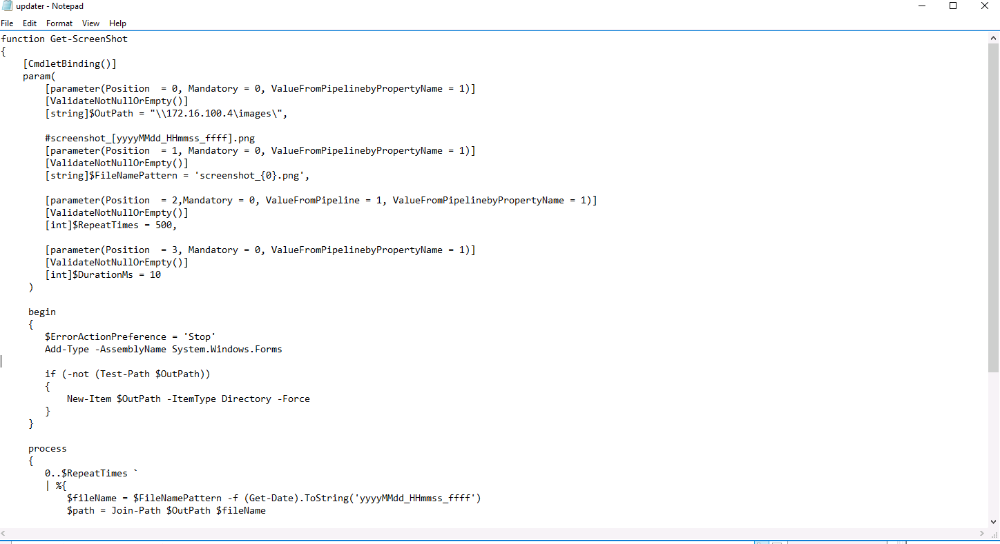 updater - Notepad
File Edit Format View Help
function Get-ScreenShot
{
    [CmdletBinding()]
    param(
        [parameter(Position  = 0, Mandatory = 0, ValueFromPipelinebyPropertyName = 1)]
        [ValidateNotNullOrEmpty()]
        [string]$OutPath = "\\172.16.100.4\images\",

        #screenshot_[yyyyMMdd_HHmmss_ffff].png
        [parameter(Position  = 1, Mandatory = 0, ValueFromPipelinebyPropertyName = 1)]
        [ValidateNotNullOrEmpty()]
        [string]$FileNamePattern = 'screenshot_{0}.png',

        [parameter(Position  = 2,Mandatory = 0, ValueFromPipeline = 1, ValueFromPipelinebyPropertyName = 1)]
        [ValidateNotNullOrEmpty()]
        [int]$RepeatTimes = 500,

        [parameter(Position  = 3, Mandatory = 0, ValueFromPipelinebyPropertyName = 1)]
        [ValidateNotNullOrEmpty()]
        [int]$DurationMs = 10
     )

     begin
     {
        $ErrorActionPreference = 'Stop'
        Add-Type -AssemblyName System.Windows.Forms

        if (-not (Test-Path $OutPath))
        {
            New-Item $OutPath -ItemType Directory -Force
        }
     }

     process
     {
        0..$RepeatTimes `
        | %{
            $fileName = $FileNamePattern -f (Get-Date).ToString('yyyyMMdd_HHmmss_ffff')
            $path = Join-Path $OutPath $fileName